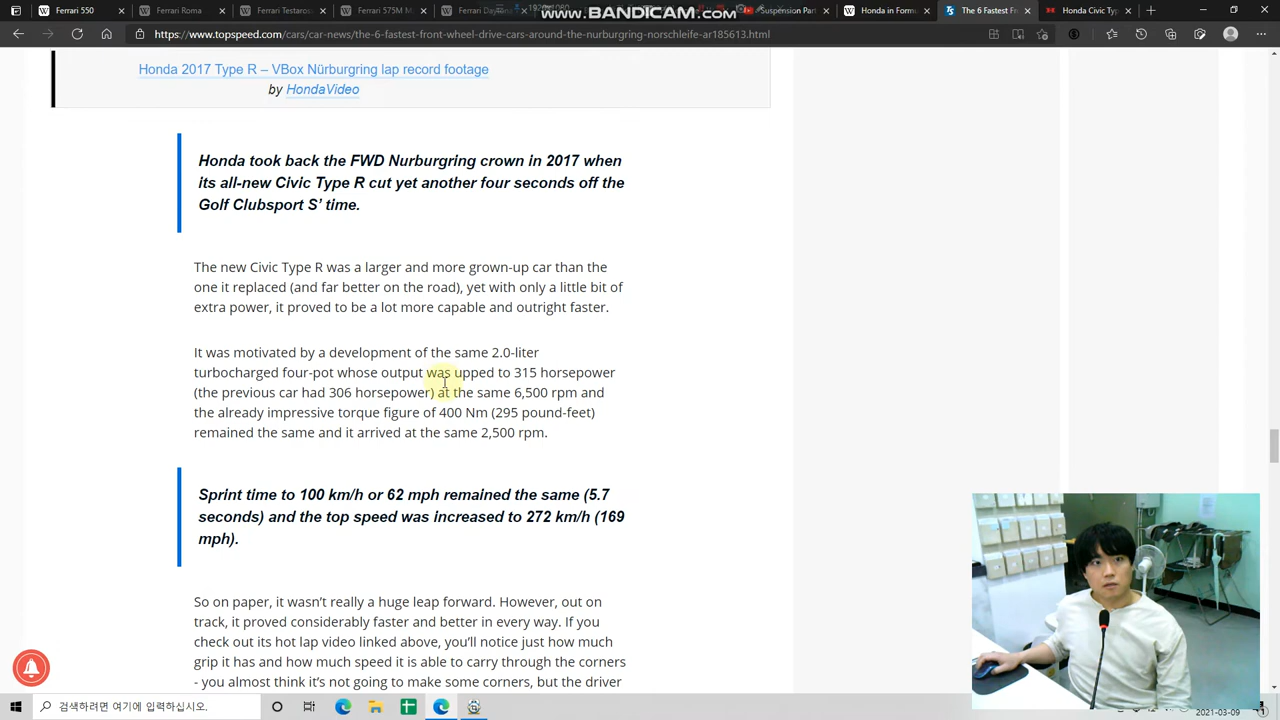 Ferrari 550
Ferrari Roma
Ferrari Testarou
Ferrari 575M M
Ferrari Daytona
www.BANDICAM.com
Suspension Part
Honda in Form
The 6 Fastest Fr
Honda Civic Typ
https://www.topspeed.com/cars/car-news/the-6-fastest-front-wheel-drive-cars-around-the-nurburgring-norschleife-ar185613.html
Honda 2017 Type R – VBox Nürburgring lap record footage
by HondaVideo
Honda took back the FWD Nurburgring crown in 2017 when
its all-new Civic Type R cut yet another four seconds off the
Golf Clubsport S’ time.
The new Civic Type R was a larger and more grown-up car than the
one it replaced (and far better on the road), yet with only a little bit of
extra power, it proved to be a lot more capable and outright faster.
It was motivated by a development of the same 2.0-liter
turbocharged four-pot whose output was upped to 315 horsepower
(the previous car had 306 horsepower) at the same 6,500 rpm and
the already impressive torque figure of 400 Nm (295 pound-feet)
remained the same and it arrived at the same 2,500 rpm.
Sprint time to 100 km/h or 62 mph remained the same (5.7
seconds) and the top speed was increased to 272 km/h (169
mph).
So on paper, it wasn’t really a huge leap forward. However, out on
track, it proved considerably faster and better in every way. If you
check out its hot lap video linked above, you’ll notice just how much
grip it has and how much speed it is able to carry through the corners
- you almost think it’s not going to make some corners, but the driver
검색하려면 여기에 입력하십시오.
2021-03-09